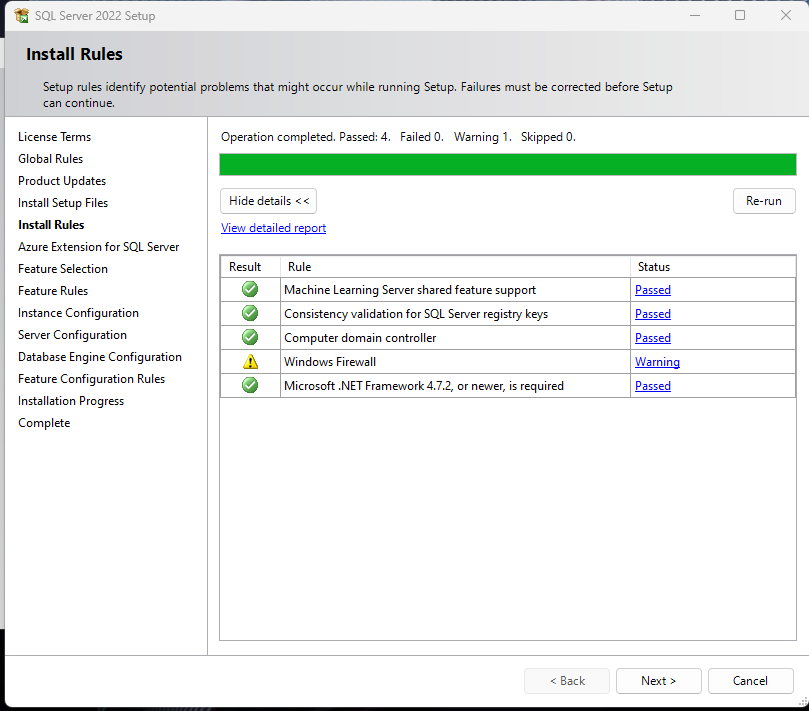 SQL Server 2022 Setup
Install Rules
Setup rules identify potential problems that might occur while running Setup. Failures must be corrected before Setup
can continue.
License Terms
Global Rules
Product Updates
Install Setup Files
Install Rules
Azure Extension for SQL Server
Feature Selection
Feature Rules
Instance Configuration
Server Configuration
Database Engine Configuration
Feature Configuration Rules
Installation Progress
Complete
Operation completed. Passed: 4.   Failed 0.   Warning 1.   Skipped 0.
Hide details <<
Re-run
View detailed report
Result Rule Status
Machine Learning Server shared feature support Passed
Consistency validation for SQL Server registry keys Passed
Computer domain controller Passed
Windows Firewall Warning
Microsoft .NET Framework 4.7.2, or newer, is required Passed
< Back
Next >
Cancel